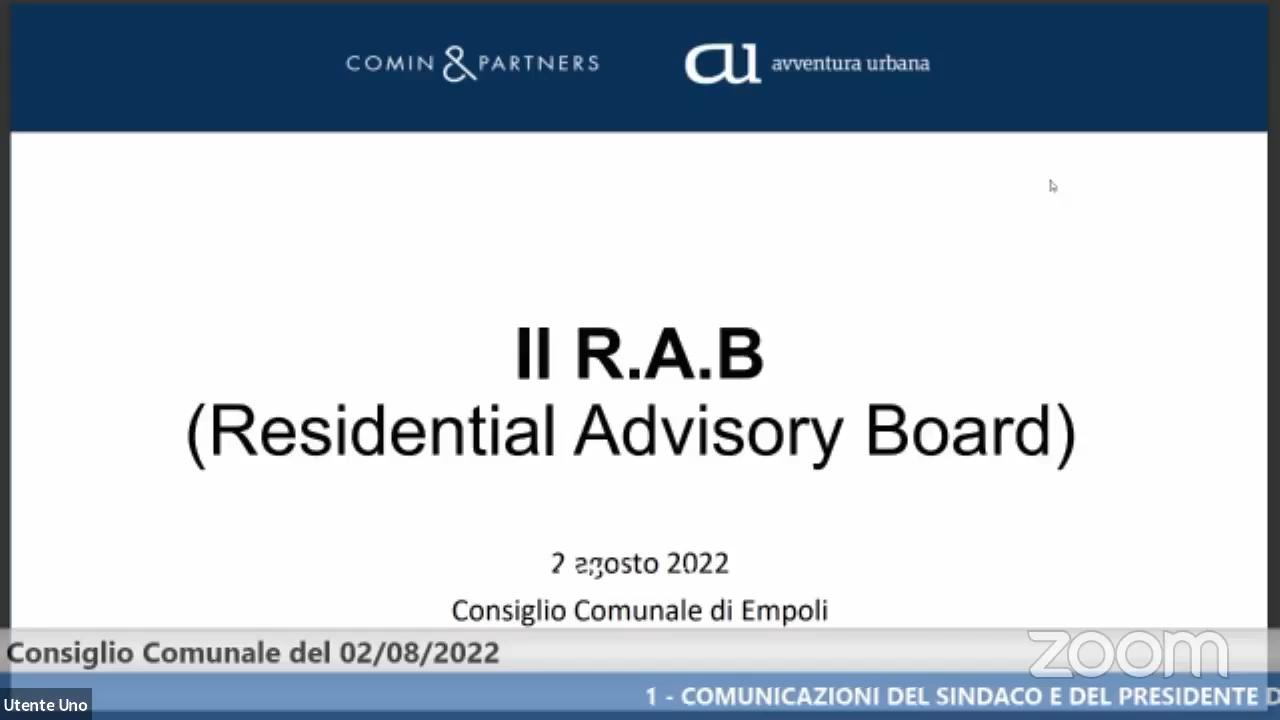 COMIN & PARTNERS
au avventura urbana
Il R.A.B
(Residential Advisory Board)
2 agosto 2022
Consiglio Comunale di Empoli
Consiglio Comunale del 02/08/2022
zoom
1 - COMUNICAZIONI DEL SINDACO E DEL PRESIDENTE D
Utente Uno